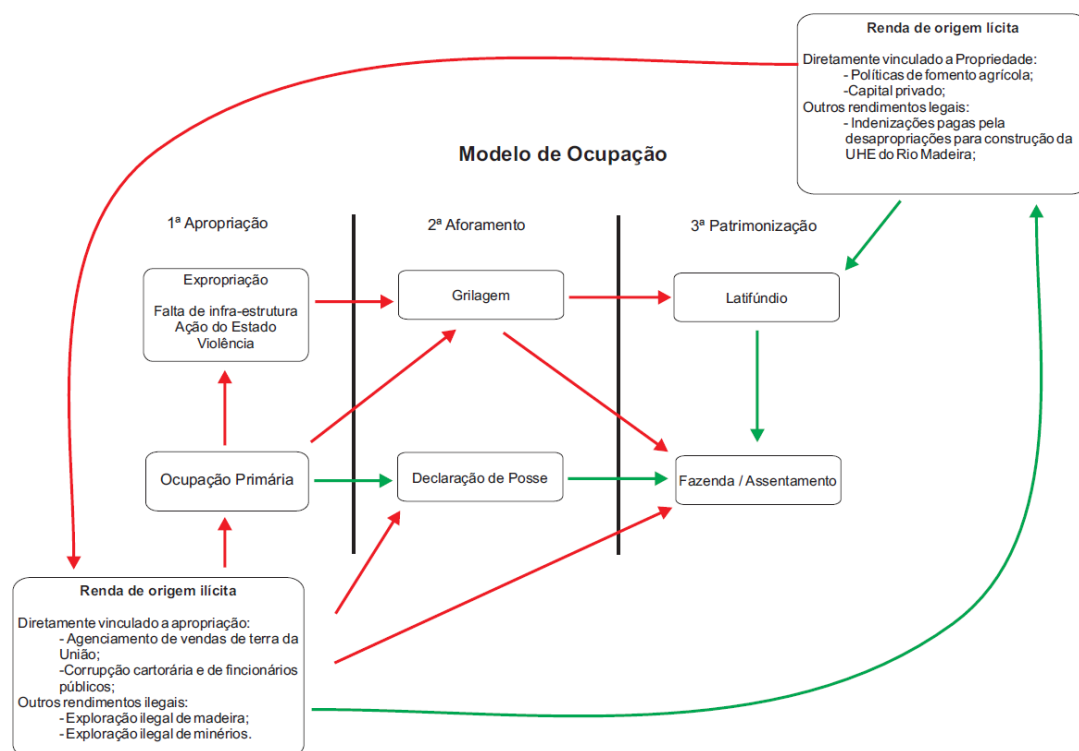 Renda de origem lícita
Diretamente vinculado a Propriedade:
- Políticas de fomento agrícola;
-Capital privado;
Outros rendimentos legais:
- Indenizações pagas pela
desapropriações para construção da
UHE do Rio Madeira;
Modelo de Ocupação
1ª Apropriação
2ª Aforamento
3ª Patrimonização
Expropriação
Falta de infra-estrutura
Ação do Estado
Violência
Grilagem
Latifúndio
Ocupação Primária
Declaração de Posse
Fazenda / Assentamento
Renda de origem ilícita
Diretamente vinculado a apropriação:
- Agenciamento de vendas de terra da
União;
-Corrupção cartorária e de fincionários
públicos;
Outros rendimentos ilegais:
- Exploração ilegal de madeira;
- Exploração ilegal de minérios.